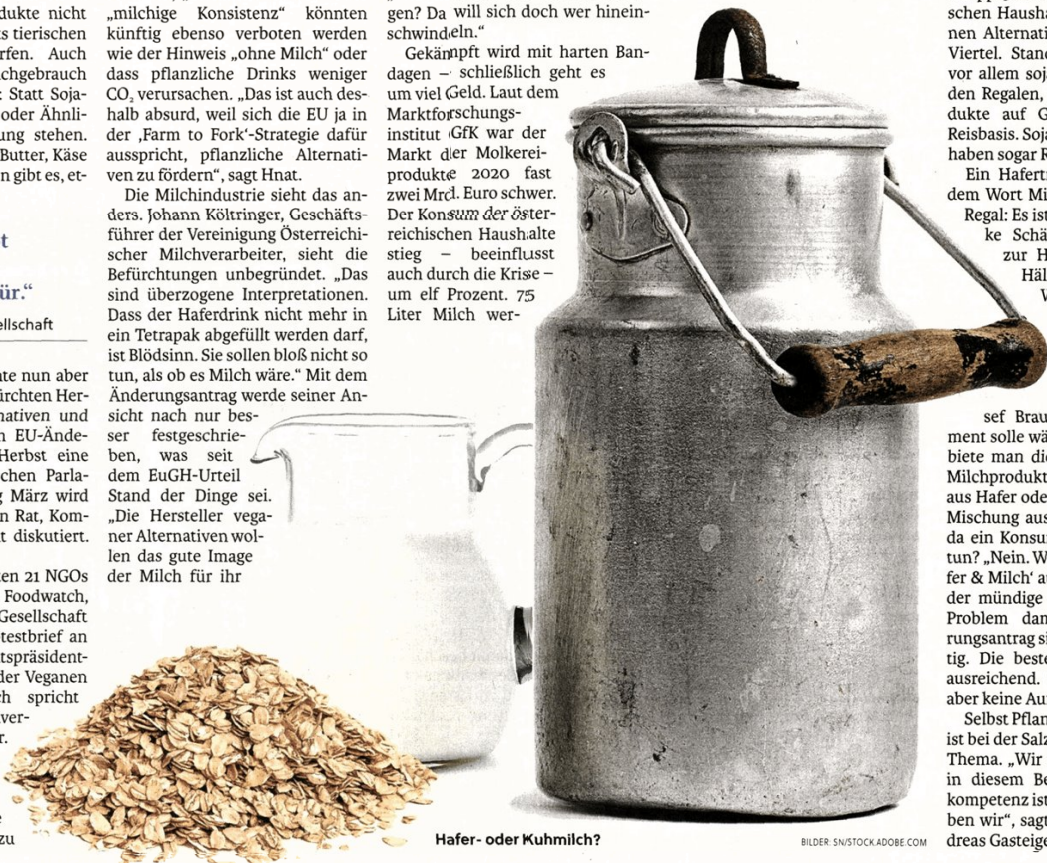 dukte nicht
ts tierischen
rfen. Auch
chgebrauch
: Statt Soja-
oder Ähnli-
ung stehen.
Butter, Käse
n gibt es, et-
t
ür.“
ellschaft
nte nun aber
ürchten Her-
nativen und
n EU-Ände-
Herbst eine
chen Parla-
g März wird
n Rat, Kom-
t diskutiert.
ten 21 NGOs
Foodwatch,
Gesellschaft
testbrief an
tspräsident-
der Veganen
ch spricht
ver-
r.
e
zu
„milchige Konsistenz“ könnten
künftig ebenso verboten werden
wie der Hinweis „ohne Milch“ oder
dass pflanzliche Drinks weniger
CO₂ verursachen. „Das ist auch des-
halb absurd, weil sich die EU ja in
der ‚Farm to Fork‘-Strategie dafür
ausspricht, pflanzliche Alternati-
ven zu fördern“, sagt Hnat.
Die Milchindustrie sieht das an-
ders. Johann Költringer, Geschäfts-
führer der Vereinigung Österreichi-
scher Milchverarbeiter, sieht die
Befürchtungen unbegründet. „Das
sind überzogene Interpretationen.
Dass der Haferdrink nicht mehr in
ein Tetrapak abgefüllt werden darf,
ist Blödsinn. Sie sollen bloß nicht so
tun, als ob es Milch wäre.“ Mit dem
Änderungsantrag werde seiner An-
sicht nach nur bes-
ser festgeschrie-
ben, was seit
dem EuGH-Urteil
Stand der Dinge sei.
„Die Hersteller vega-
ner Alternativen wol-
len das gute Image
der Milch für ihr
gen? Da will sich doch wer hinein-
schwindeln.“
Gekämpft wird mit harten Ban-
dagen – schließlich geht es
um viel Geld. Laut dem
Marktforschungs-
institut GfK war der
Markt der Molkerei-
produkte 2020 fast
zwei Mrd. Euro schwer.
Der Konsum der öster-
reichischen Haushalte
stieg – beeinflusst
auch durch die Krise –
um elf Prozent. 75
Liter Milch wer-
Hafer- oder Kuhmilch?
BILDER: SN/STOCK.ADOBE.COM
schen Hausha
nen Alternati
Viertel. Stand
vor allem soja
den Regalen,
dukte auf G
Reisbasis. Soja
haben sogar R
Ein Hafertr
dem Wort Mi
Regal: Es ist
ke Schä
zur H
Häl
sef Brau
ment solle wä
biete man die
Milchprodukt
aus Hafer ode
Mischung aus
da ein Konsu
tun? „Nein. W
fer & Milch‘ au
der mündige
Problem dan
rungsantrag si
tig. Die beste
ausreichend.
aber keine Au
Selbst Pflan
ist bei der Salz
Thema. „Wir
in diesem Be
kompetenz ist
ben wir“, sagt
dreas Gasteige